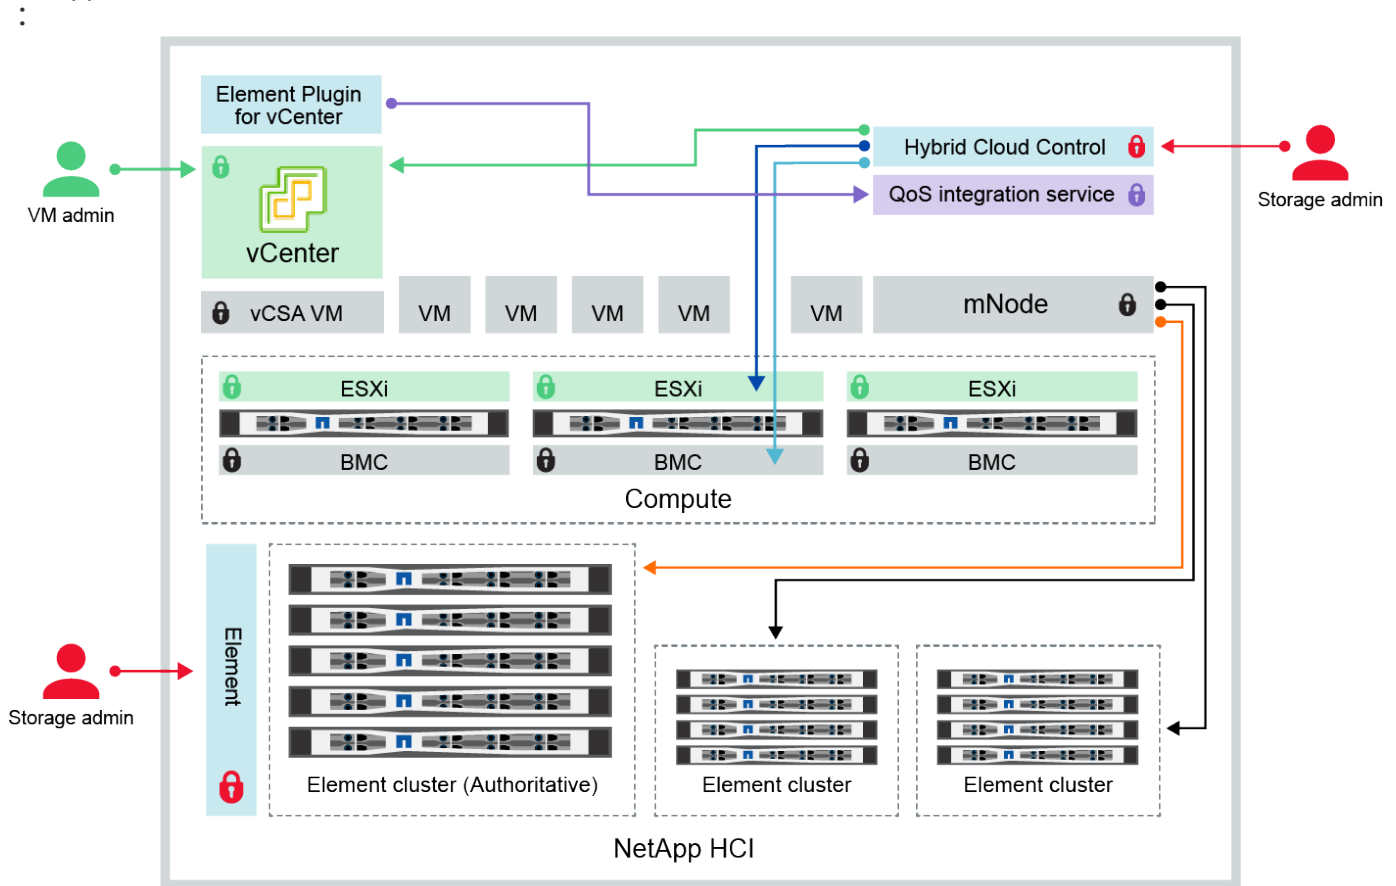 :
Element Plugin
for vCenter
Hybrid Cloud Control
QoS integration service
VM admin
Storage admin
vCenter
vCSA VM
VM
VM
VM
VM
VM
mNode
ESXi
ESXi
ESXi
BMC
BMC
BMC
Compute
Element
Storage admin
Element cluster (Authoritative)
Element cluster
Element cluster
NetApp HCI